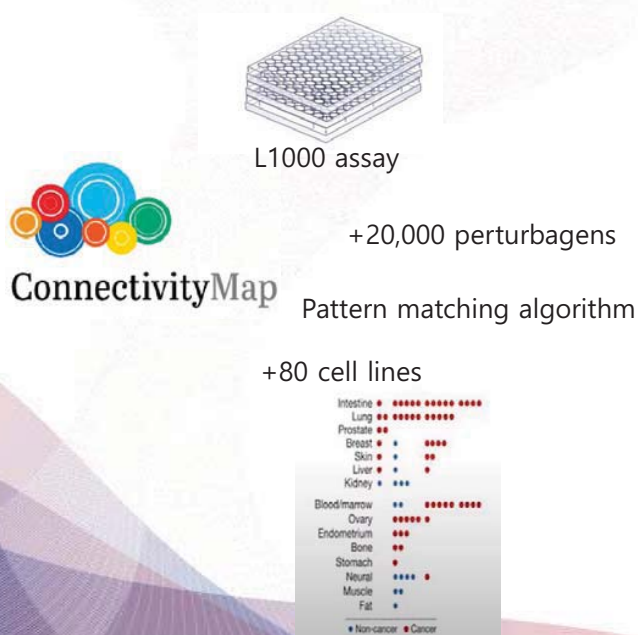 L1000 assay
+20,000 perturbagens
ConnectivityMap
Pattern matching algorithm
+80 cell lines
Intestine
Lung
Prostate
Breast
Skin
Liver
Kidney
Blood/marrow
Ovary
Endometrium
Bone
Stomach
Neural
Muscle
Fat
Non-cancer Cancer